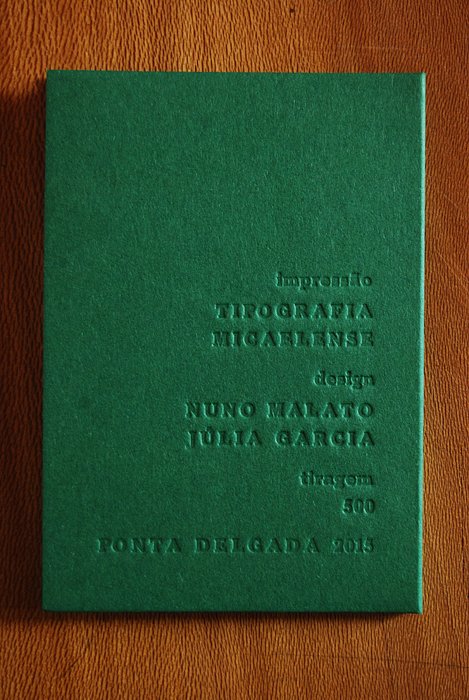 impressão
TIPOGRAFIA
MICAELENSE
design
NUNO MALATO
JÚLIA GARCIA
tiragem
500
PONTA DELGADA 2015